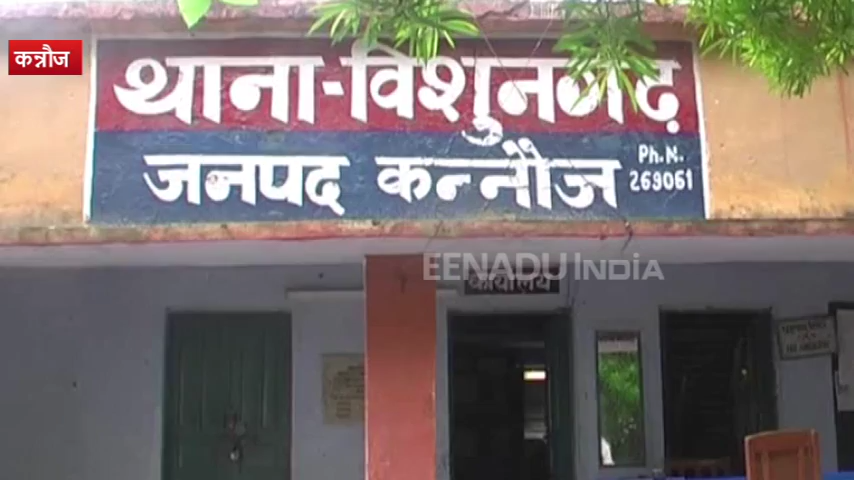 कन्नौज
थाना-विशुनगढ़
जनपद कन्नौज
Ph.N.
269061
EENADU INDIA
कार्यालय